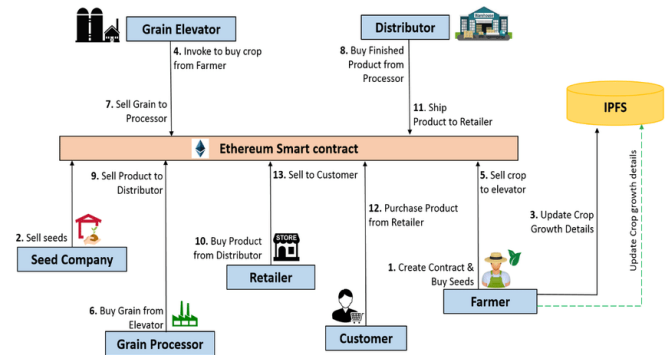 Grain Elevator
4. Invoke to buy crop
from Farmer
7. Sell Grain to
Processor
Distributor
8. Buy Finished
Product from
Processor
11. Ship
Product to Retailer
IPFS
Ethereum Smart contract
9. Sell Product to
Distributor
13. Sell to Customer
5. Sell crop
to elevator
12. Purchase Product
from Retailer
3. Update Crop
Growth Details
Update Crop growth details
2. Sell seeds
Seed Company
10. Buy Product
from Distributor
STORE
Retailer
1. Create Contract &
Buy Seeds
Farmer
6. Buy Grain from
Elevator
Grain Processor
Customer